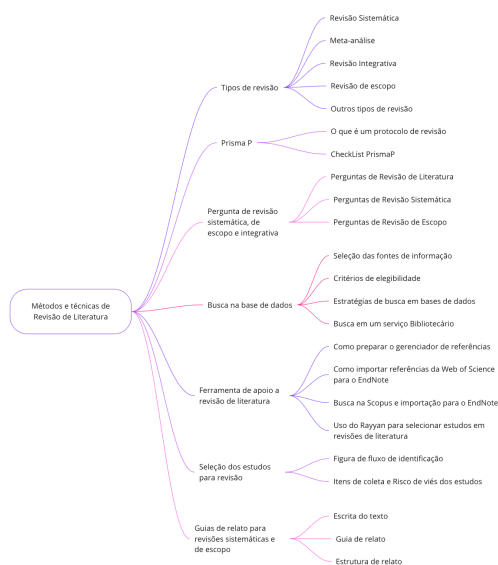 Métodos e técnicas de
Revisão de Literatura
Tipos de revisão
Revisão Sistemática
Meta-análise
Revisão Integrativa
Revisão de escopo
Outros tipos de revisão
Prisma P
O que é um protocolo de revisão
CheckList PrismaP
Pergunta de revisão
sistemática, de
escopo e integrativa
Perguntas de Revisão de Literatura
Perguntas de Revisão Sistemática
Perguntas de Revisão de Escopo
Busca na base de dados
Seleção das fontes de informação
Critérios de elegibilidade
Estratégias de busca em bases de dados
Busca em um serviço Bibliotecário
Ferramenta de apoio a
revisão de literatura
Como preparar o gerenciador de referências
Como importar referências da Web of Science
para o EndNote
Busca na Scopus e importação para o EndNote
Uso do Rayyan para selecionar estudos em
revisões de literatura
Seleção dos estudos
para revisão
Figura de fluxo de identificação
Itens de coleta e Risco de viés dos estudos
Guias de relato para
revisões sistemáticas e
de escopo
Escrita do texto
Guia de relato
Estrutura de relato